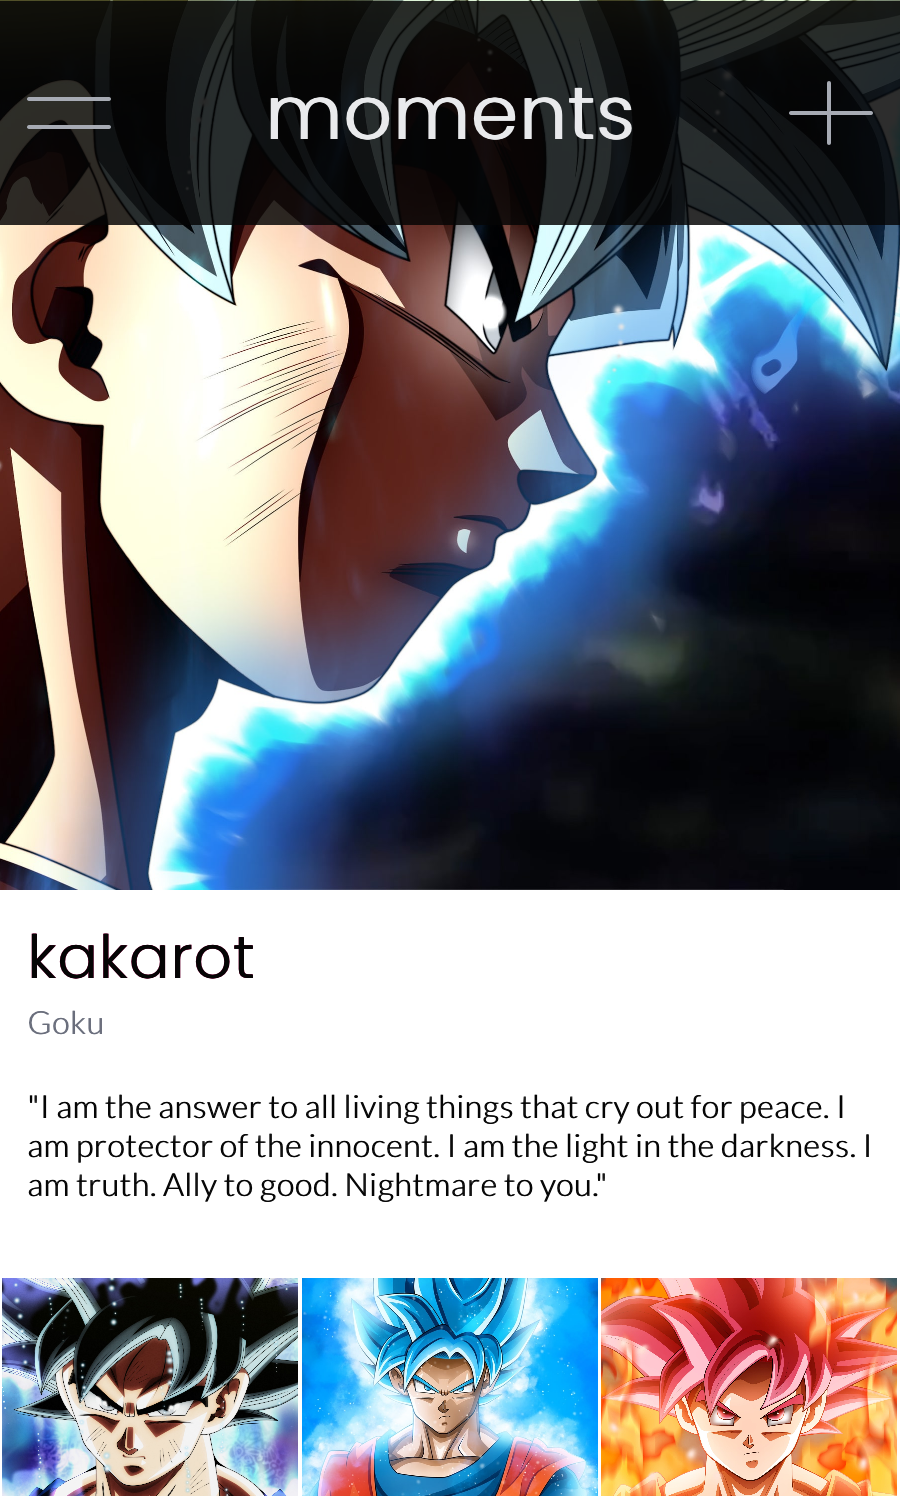 moments
kakarot
Goku
"I am the answer to all living things that cry out for peace. I
am protector of the innocent. I am the light in the darkness. I
am truth. Ally to good. Nightmare to you."